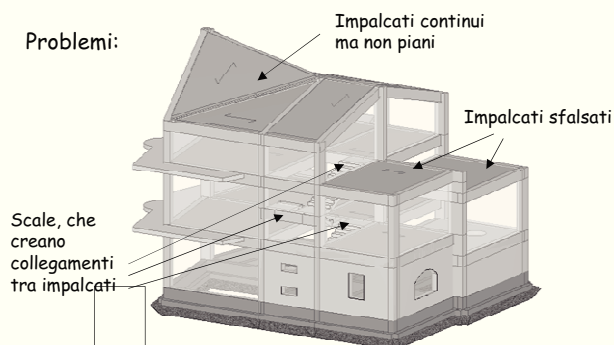 Problemi:
Impalcati continui
ma non piani
Impalcati sfalsati
Scale, che
creano
collegamenti
tra impalcati